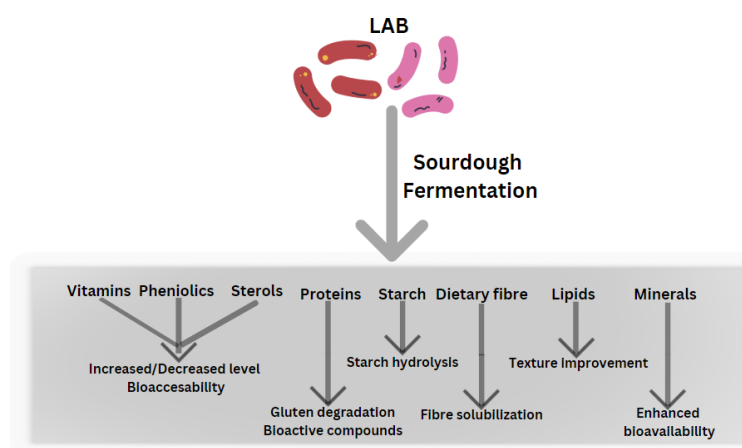 LAB
Sourdough
Fermentation
Vitamins Pheniolics Sterols Proteins Starch Dietary fibre Lipids Minerals
Increased/Decreased level
Bioaccesability
Starch hydrolysis
Texture improvement
Gluten degradation
Bioactive compounds
Fibre solubilization
Enhanced
bioavailability